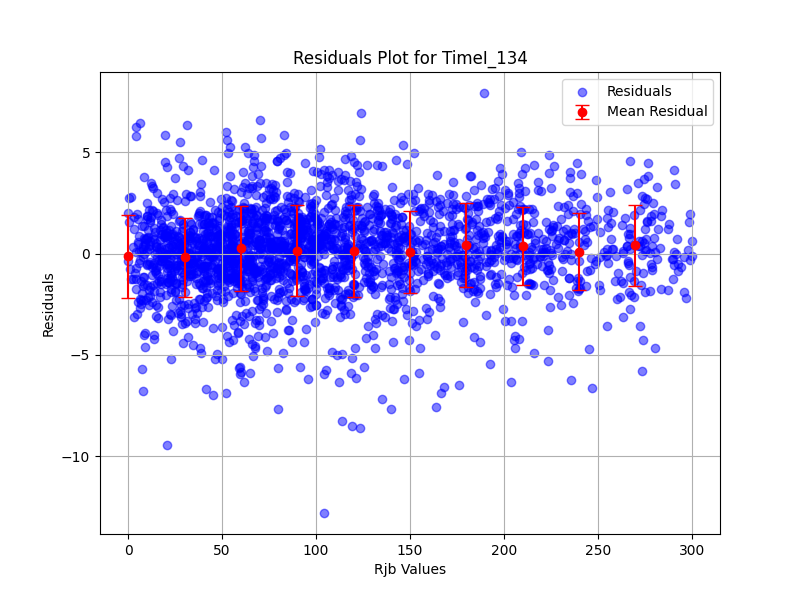 Residuals Plot for TimeI_134
Residuals
Mean Residual
5
0
−5
−10
Residuals
0 50 100 150 200 250 300
Rjb Values